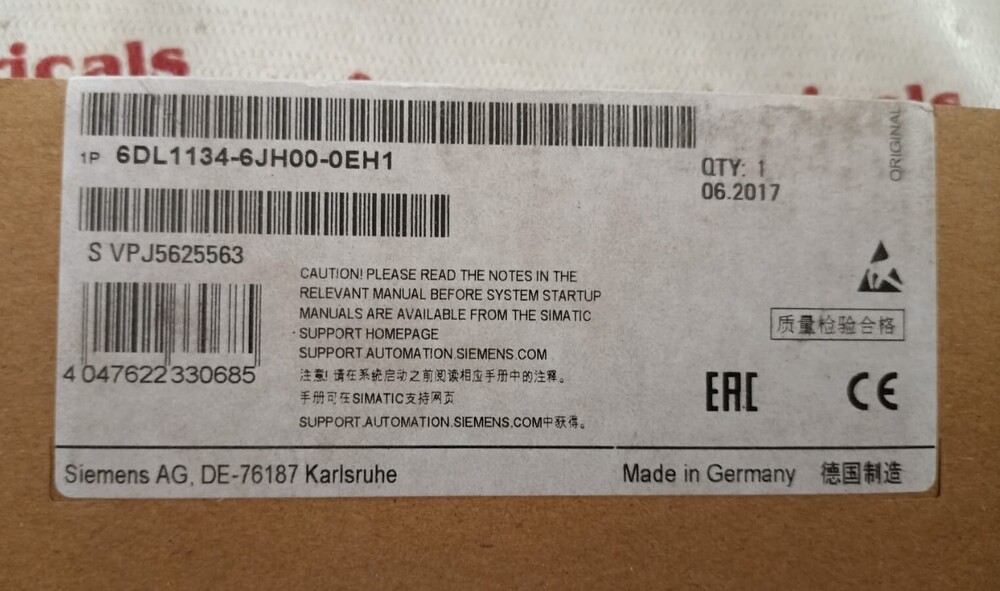 icals
1P 6DL1134-6JH00-0EH1
QTY: 1
06.2017
ORIGINAL
S VPJ5625563
CAUTION! PLEASE READ THE NOTES IN THE
RELEVANT MANUAL BEFORE SYSTEM STARTUP
MANUALS ARE AVAILABLE FROM THE SIMATIC
SUPPORT HOMEPAGE
SUPPORT.AUTOMATION.SIEMENS.COM
注意! 请在系统启动之前阅读相应手册中的注释。
手册可在SIMATIC支持网页
SUPPORT.AUTOMATION.SIEMENS.COM中获得。
4 047622 330685
质量检验合格
EAC CE
Siemens AG, DE-76187 Karlsruhe
Made in Germany 德国制造